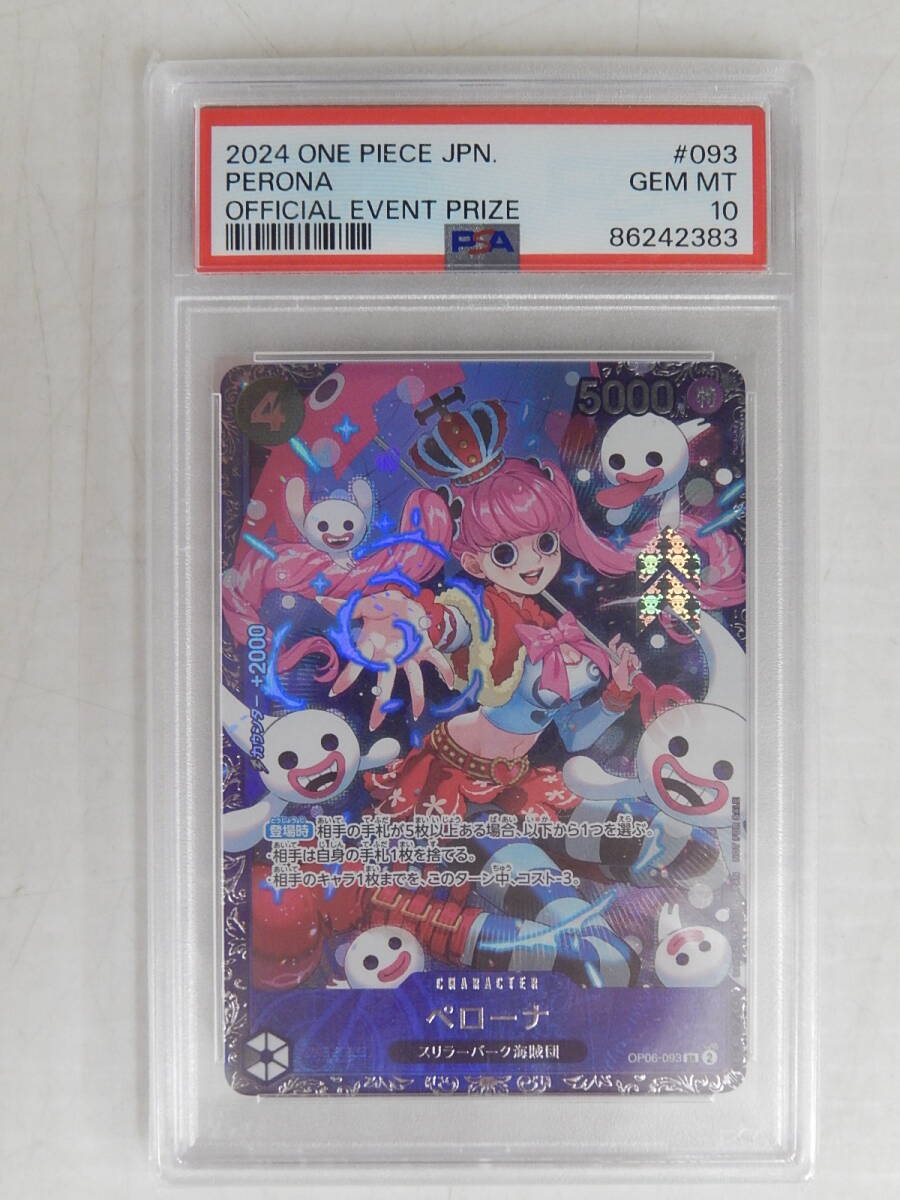 2024 ONE PIECE JPN. #093
PERONA GEM MT
OFFICIAL EVENT PRIZE 10
PSA 86242383
4 5000 特
カウンター +2000
登場時 相手の手札が5枚以上ある場合、以下から1つを選ぶ。
・相手は自身の手札1枚を捨てる。
・相手のキャラ1枚までを、このターン中、コスト-3。
CHARACTER
ペローナ
スリラーバーク海賊団
OP06-093 2